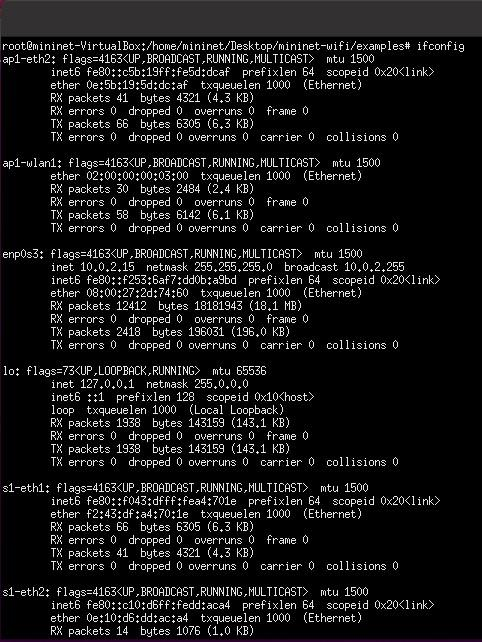 root@mininet-VirtualBox:/home/mininet/Desktop/mininet-wifi/examples# ifconfig
ap1-eth2: flags=4163<UP,BROADCAST,RUNNING,MULTICAST>  mtu 1500
        inet6 fe80::c5b:19ff:fe5d:dcaf  prefixlen 64  scopeid 0x20<link>
        ether 0e:5b:19:5d:dc:af  txqueuelen 1000  (Ethernet)
        RX packets 41  bytes 4321 (4.3 KB)
        RX errors 0  dropped 0  overruns 0  frame 0
        TX packets 66  bytes 6305 (6.3 KB)
        TX errors 0  dropped 0 overruns 0  carrier 0  collisions 0

ap1-wlan1: flags=4163<UP,BROADCAST,RUNNING,MULTICAST>  mtu 1500
        ether 02:00:00:00:03:00  txqueuelen 1000  (Ethernet)
        RX packets 30  bytes 2484 (2.4 KB)
        RX errors 0  dropped 0  overruns 0  frame 0
        TX packets 58  bytes 6142 (6.1 KB)
        TX errors 0  dropped 0 overruns 0  carrier 0  collisions 0

enp0s3: flags=4163<UP,BROADCAST,RUNNING,MULTICAST>  mtu 1500
        inet 10.0.2.15  netmask 255.255.255.0  broadcast 10.0.2.255
        inet6 fe80::f253:6af7:dd0b:a9bd  prefixlen 64  scopeid 0x20<link>
        ether 08:00:27:2d:74:60  txqueuelen 1000  (Ethernet)
        RX packets 12412  bytes 18181943 (18.1 MB)
        RX errors 0  dropped 0  overruns 0  frame 0
        TX packets 2418  bytes 196031 (196.0 KB)
        TX errors 0  dropped 0 overruns 0  carrier 0  collisions 0

lo: flags=73<UP,LOOPBACK,RUNNING>  mtu 65536
        inet 127.0.0.1  netmask 255.0.0.0
        inet6 ::1  prefixlen 128  scopeid 0x10<host>
        loop  txqueuelen 1000  (Local Loopback)
        RX packets 1938  bytes 143159 (143.1 KB)
        RX errors 0  dropped 0  overruns 0  frame 0
        TX packets 1938  bytes 143159 (143.1 KB)
        TX errors 0  dropped 0 overruns 0  carrier 0  collisions 0

s1-eth1: flags=4163<UP,BROADCAST,RUNNING,MULTICAST>  mtu 1500
        inet6 fe80::f043:dfff:fea4:701e  prefixlen 64  scopeid 0x20<link>
        ether f2:43:df:a4:70:1e  txqueuelen 1000  (Ethernet)
        RX packets 66  bytes 6305 (6.3 KB)
        RX errors 0  dropped 0  overruns 0  frame 0
        TX packets 41  bytes 4321 (4.3 KB)
        TX errors 0  dropped 0 overruns 0  carrier 0  collisions 0

s1-eth2: flags=4163<UP,BROADCAST,RUNNING,MULTICAST>  mtu 1500
        inet6 fe80::c10:d6ff:fedd:aca4  prefixlen 64  scopeid 0x20<link>
        ether 0e:10:d6:dd:ac:a4  txqueuelen 1000  (Ethernet)
        RX packets 14  bytes 1076 (1.0 KB)